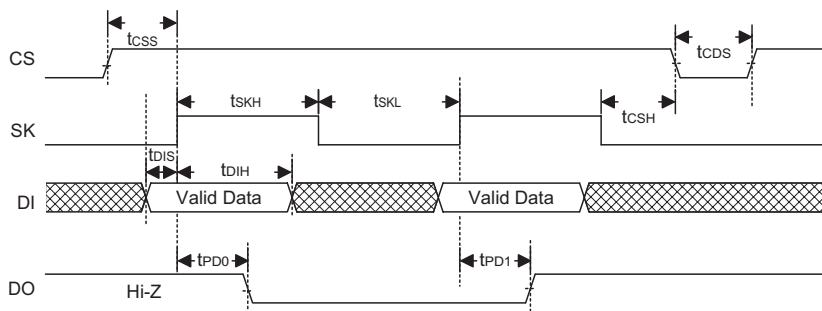 tCSS
CS
tCDS
tSKH
tSKL
tCSH
SK
tDIS
tDIH
DI
Valid Data
Valid Data
tPD0
tPD1
DO
Hi-Z